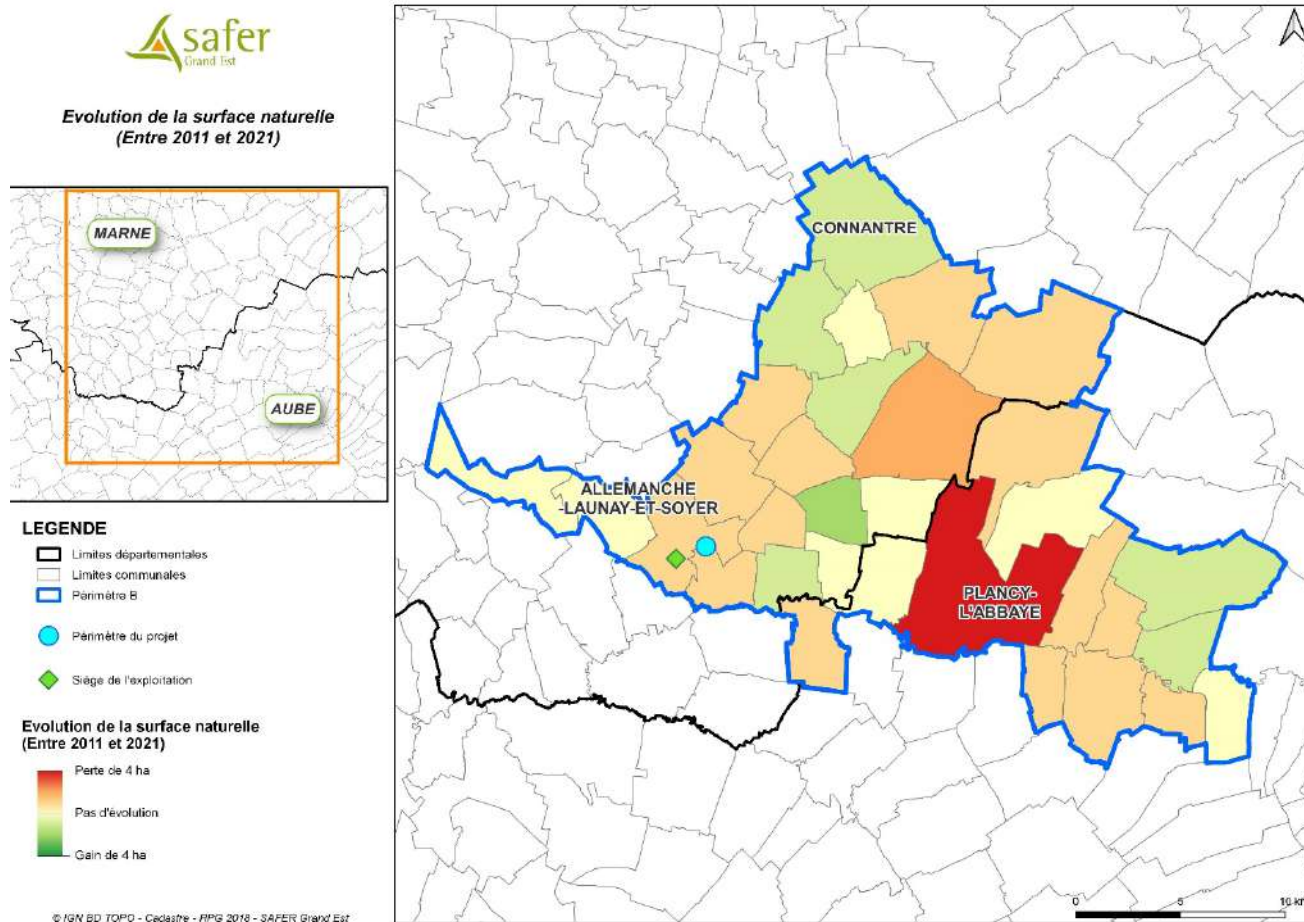 safer
Grand Est
Evolution de la surface naturelle
(Entre 2011 et 2021)
MARNE
AUBE
LEGENDE
Limites départementales
Limites communales
Périmètre B
Périmètre du projet
Siège de l'exploitation
Evolution de la surface naturelle
(Entre 2011 et 2021)
Perte de 4 ha
Pas d'évolution
Gain de 4 ha
© IGN BD TOPO - Cadastre - RPG 2018 - SAFER Grand Est
CONNANTRE
ALLEMANCHE
-LAUNAY-ET-SOYER
PLANCY-
L'ABBAYE
0 5 10 km